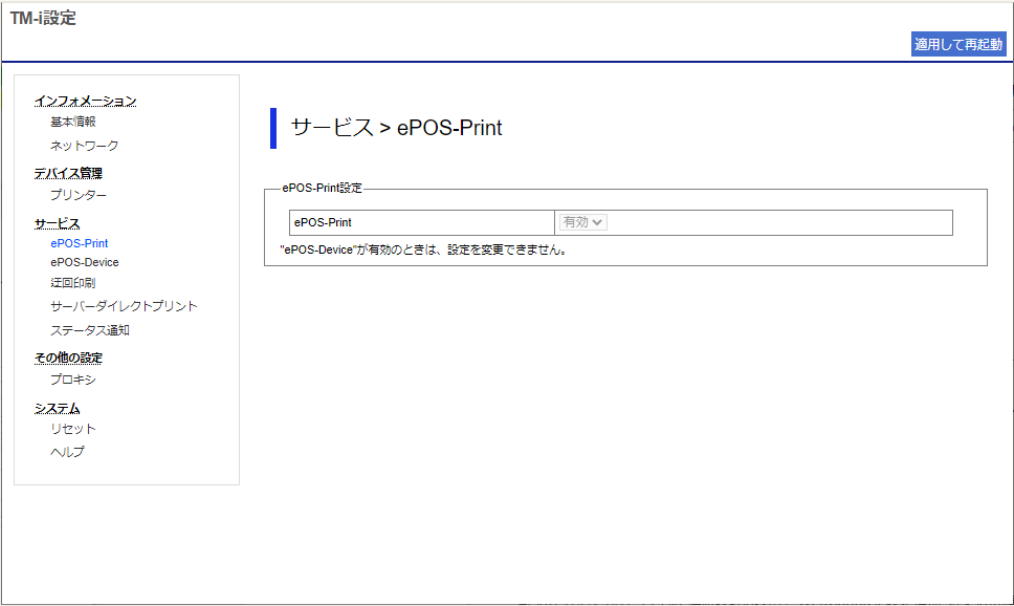 TM-i設定
適用して再起動
インフォメーション
基本情報
ネットワーク
デバイス管理
プリンター
サービス
ePOS-Print
ePOS-Device
迂回印刷
サーバーダイレクトプリント
ステータス通知
その他の設定
プロキシ
システム
リセット
ヘルプ
サービス > ePOS-Print
ePOS-Print設定
ePOS-Print 有効
"ePOS-Device"が有効のときは、設定を変更できません。